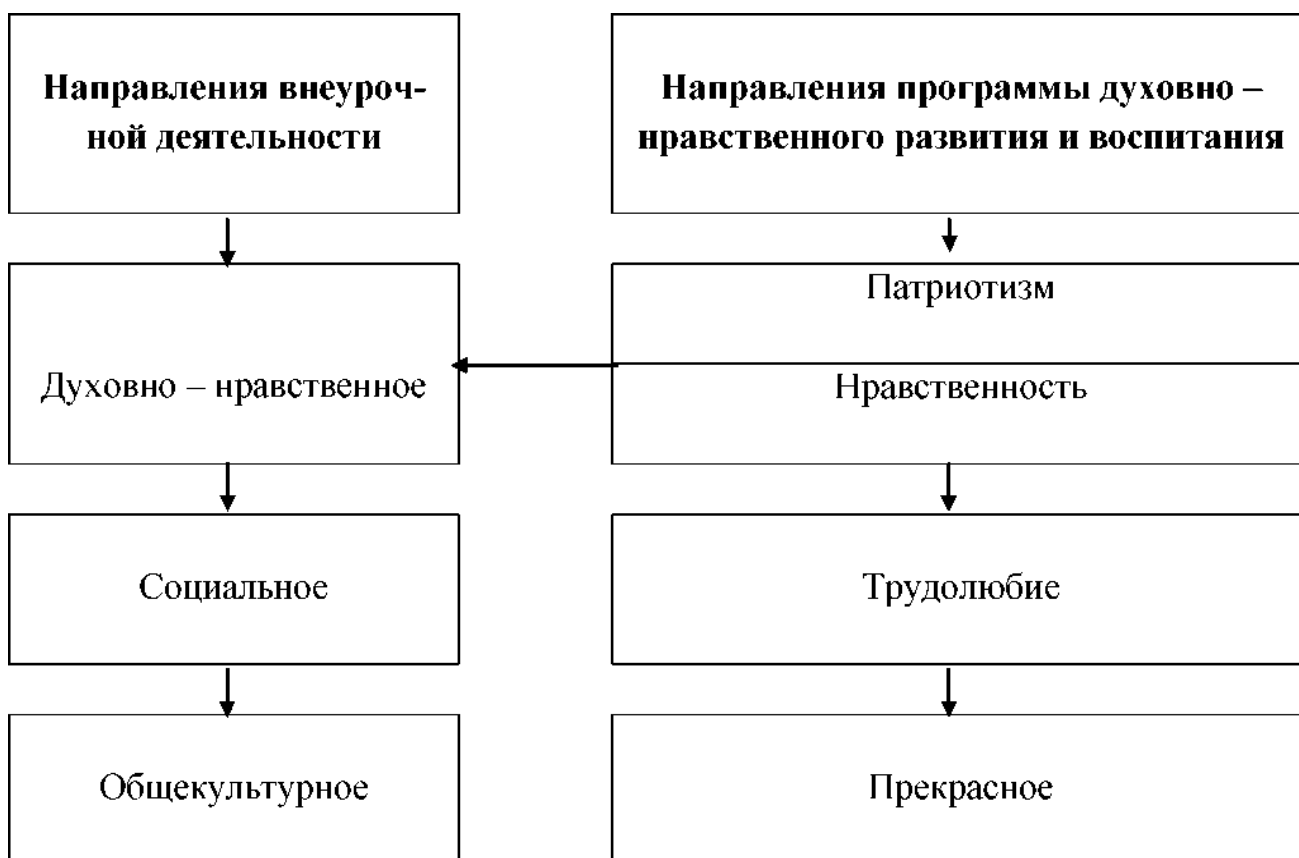 Направления внеуроч-
ной деятельности
Направления программы духовно –
нравственного развития и воспитания
Патриотизм
Духовно – нравственное
Нравственность
Социальное
Трудолюбие
Общекультурное
Прекрасное